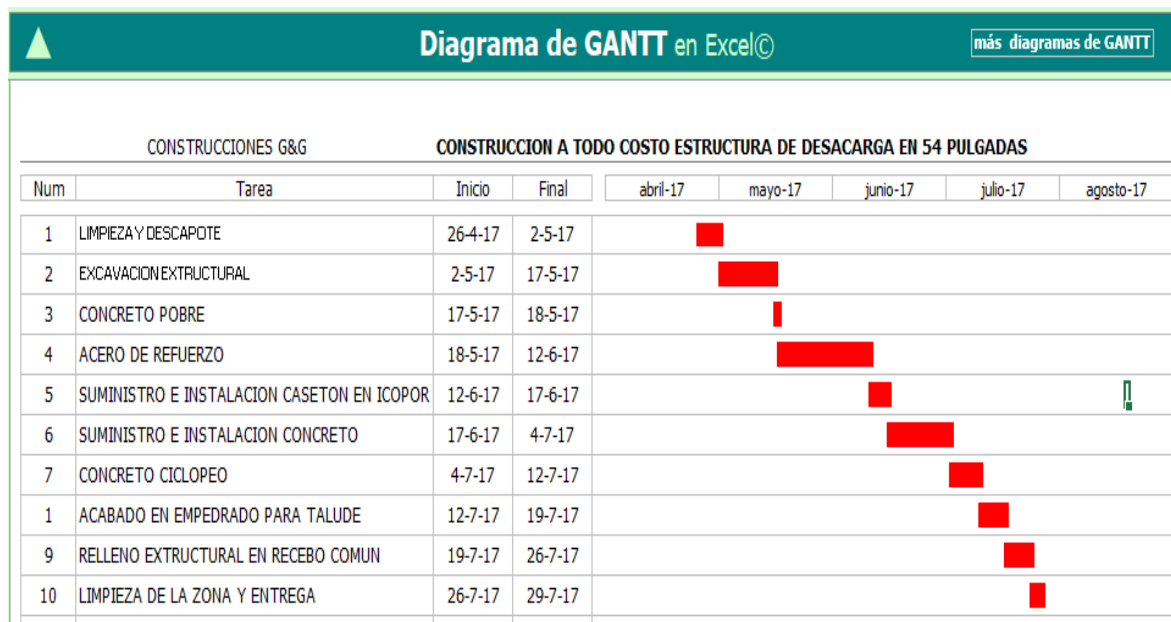 Diagrama de GANTT en Excel© más diagramas de GANTT
CONSTRUCCIONES G&G CONSTRUCCION A TODO COSTO ESTRUCTURA DE DESACARGA EN 54 PULGADAS
Num Tarea Inicio Final abril-17 mayo-17 junio-17 julio-17 agosto-17
1 LIMPIEZA Y DESCAPOTE 26-4-17 2-5-17
2 EXCAVACION EXTRUCTURAL 2-5-17 17-5-17
3 CONCRETO POBRE 17-5-17 18-5-17
4 ACERO DE REFUERZO 18-5-17 12-6-17
5 SUMINISTRO E INSTALACION CASETON EN ICOPOR 12-6-17 17-6-17
6 SUMINISTRO E INSTALACION CONCRETO 17-6-17 4-7-17
7 CONCRETO CICLOPEO 4-7-17 12-7-17
1 ACABADO EN EMPEDRADO PARA TALUDE 12-7-17 19-7-17
9 RELLENO EXTRUCTURAL EN RECEBO COMUN 19-7-17 26-7-17
10 LIMPIEZA DE LA ZONA Y ENTREGA 26-7-17 29-7-17